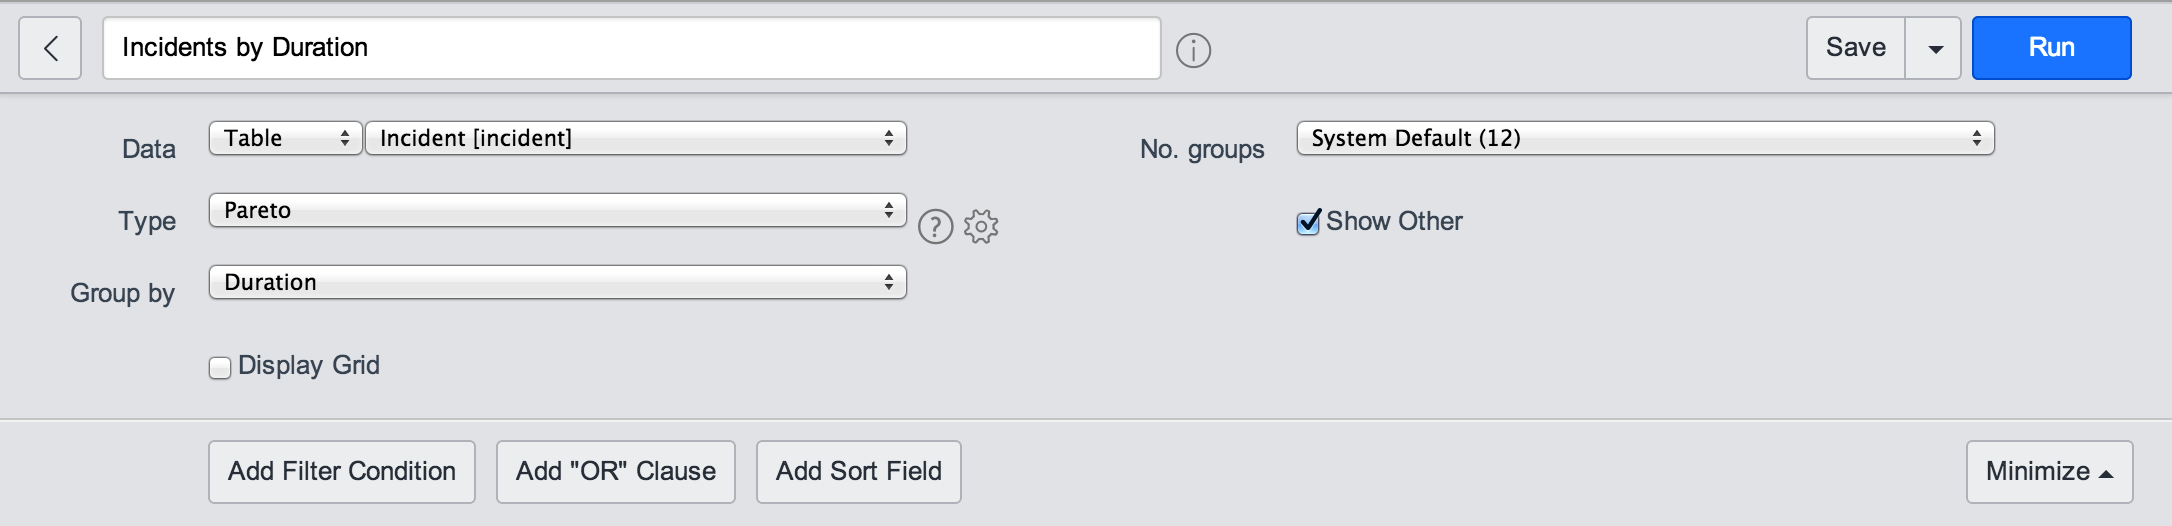 Incidents by Duration
Save
Run
Data
Table
Incident [incident]
No. groups
System Default (12)
Type
Pareto
Show Other
Group by
Duration
Display Grid
Add Filter Condition
Add "OR" Clause
Add Sort Field
Minimize